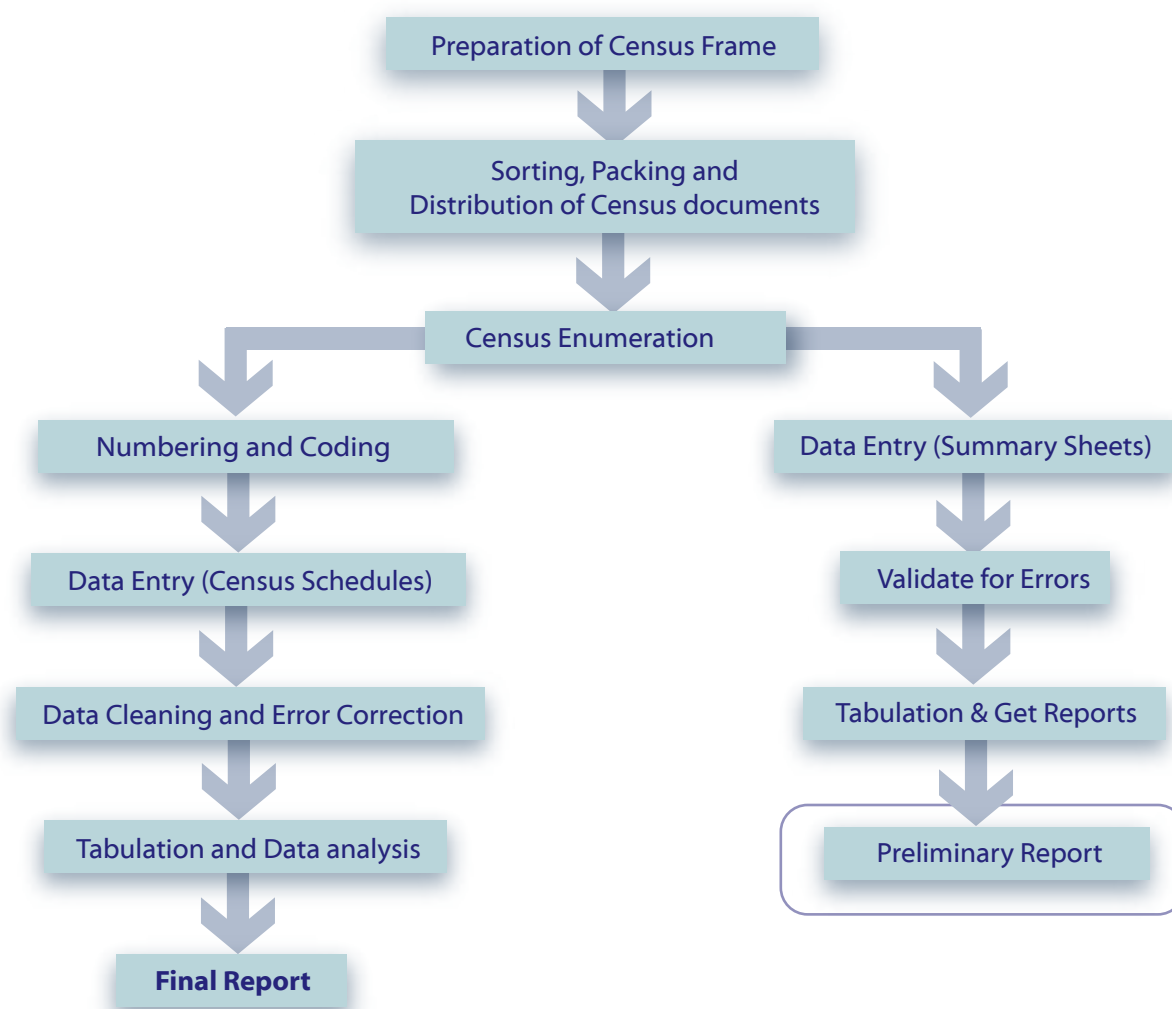 Preparation of Census Frame
Sorting, Packing and
Distribution of Census documents
Census Enumeration
Numbering and Coding
Data Entry (Census Schedules)
Data Cleaning and Error Correction
Tabulation and Data analysis
Final Report
Data Entry (Summary Sheets)
Validate for Errors
Tabulation & Get Reports
Preliminary Report